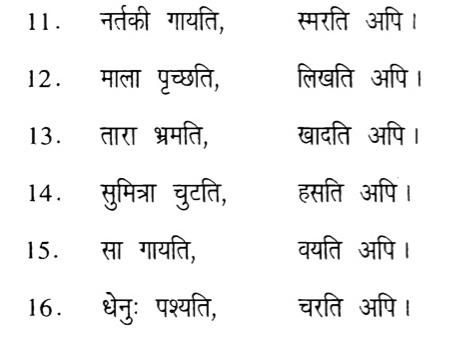 11. नर्तकी गायति, स्मरति अपि ।
12. माला पृच्छति, लिखति अपि ।
13. तारा भ्रमति, खादति अपि ।
14. सुमित्रा चुटति, हसति अपि ।
15. सा गायति, वयति अपि ।
16. धेनुः पश्यति, चरति अपि ।